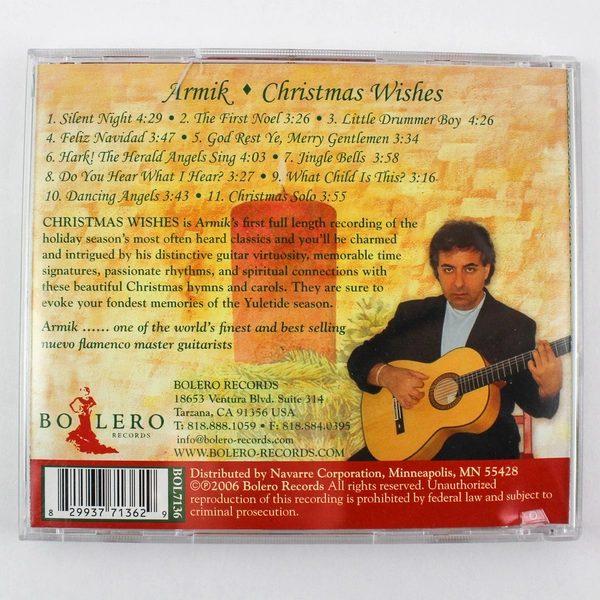 Armik ♦ Christmas Wishes
1. Silent Night 4:29 • 2. The First Noel 3:26 • 3. Little Drummer Boy 4:26
4. Feliz Navidad 3:47 • 5. God Rest Ye, Merry Gentlemen 3:34
6. Hark! The Herald Angels Sing 4:03 • 7. Jingle Bells 3:58
8. Do You Hear What I Hear? 3:27 • 9. What Child Is This? 3:16
10. Dancing Angels 3:43 • 11. Christmas Solo 3:55
CHRISTMAS WISHES is Armik's first full length recording of the
holiday season's most often heard classics and you'll be charmed
and intrigued by his distinctive guitar virtuosity, memorable time
signatures, passionate rhythms, and spiritual connections with
these beautiful Christmas hymns and carols. They are sure to
evoke your fondest memories of the Yuletide season.
Armik ...... one of the world's finest and best selling
nuevo flamenco master guitarists
BOLERO
RECORDS
BOLERO RECORDS
18653 Ventura Blvd. Suite 314
Tarzana, CA 91356 USA
T: 818.888.1059 • F: 818.884.0395
info@bolero-records.com
WWW.BOLERO-RECORDS.COM
8 29937 71362 9
BOL7136
Distributed by Navarre Corporation, Minneapolis, MN 55428
©℗2006 Bolero Records All rights reserved. Unauthorized
reproduction of this recording is prohibited by federal law and subject to
criminal prosecution.